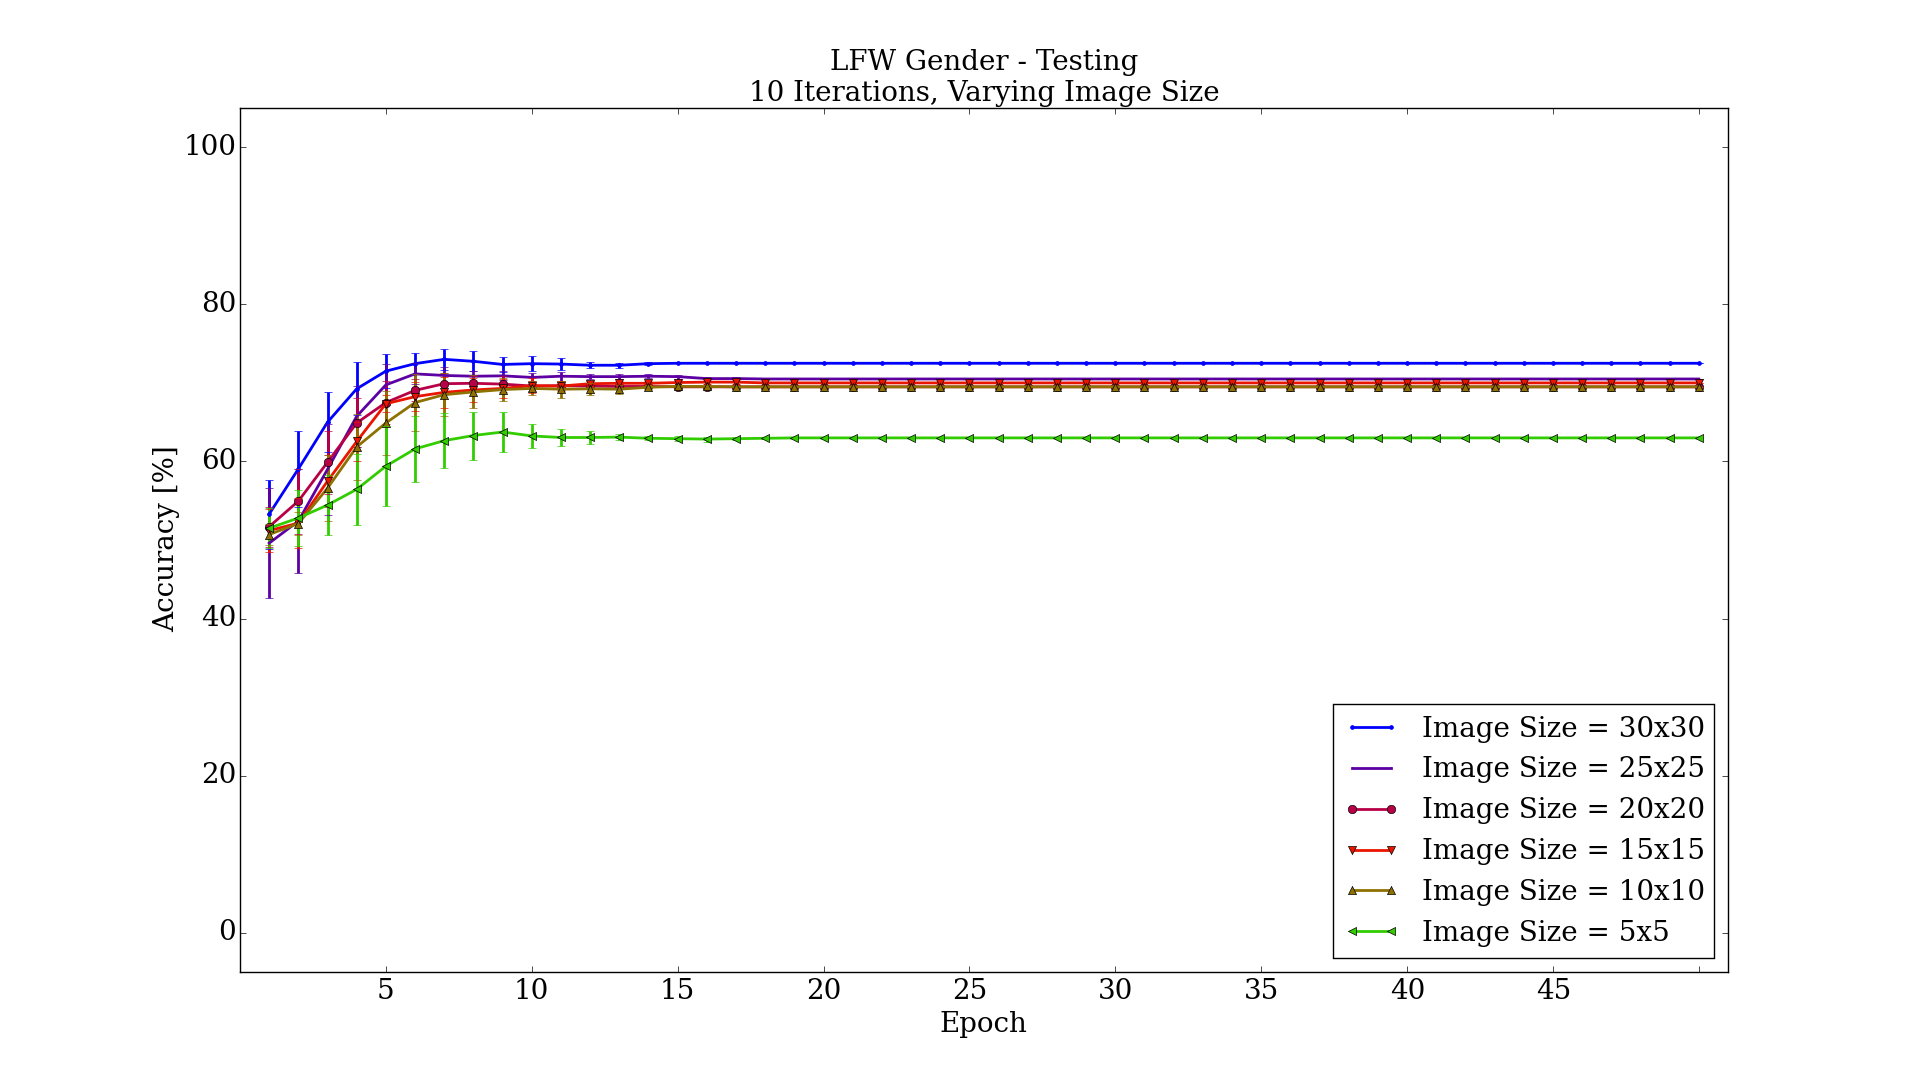 LFW Gender - Testing
10 Iterations, Varying Image Size
100
80
60
40
20
0
Accuracy [%]
5 10 15 20 25 30 35 40 45
Epoch
Image Size = 30x30
Image Size = 25x25
Image Size = 20x20
Image Size = 15x15
Image Size = 10x10
Image Size = 5x5